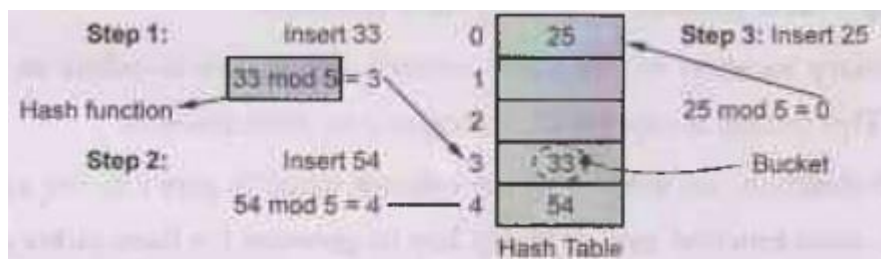 Step 1: Insert 33
33 mod 5 = 3
Hash function
Step 2: Insert 54
54 mod 5 = 4
0 25
1
2
3 33
4 54
Hash Table
Step 3: Insert 25
25 mod 5 = 0
Bucket